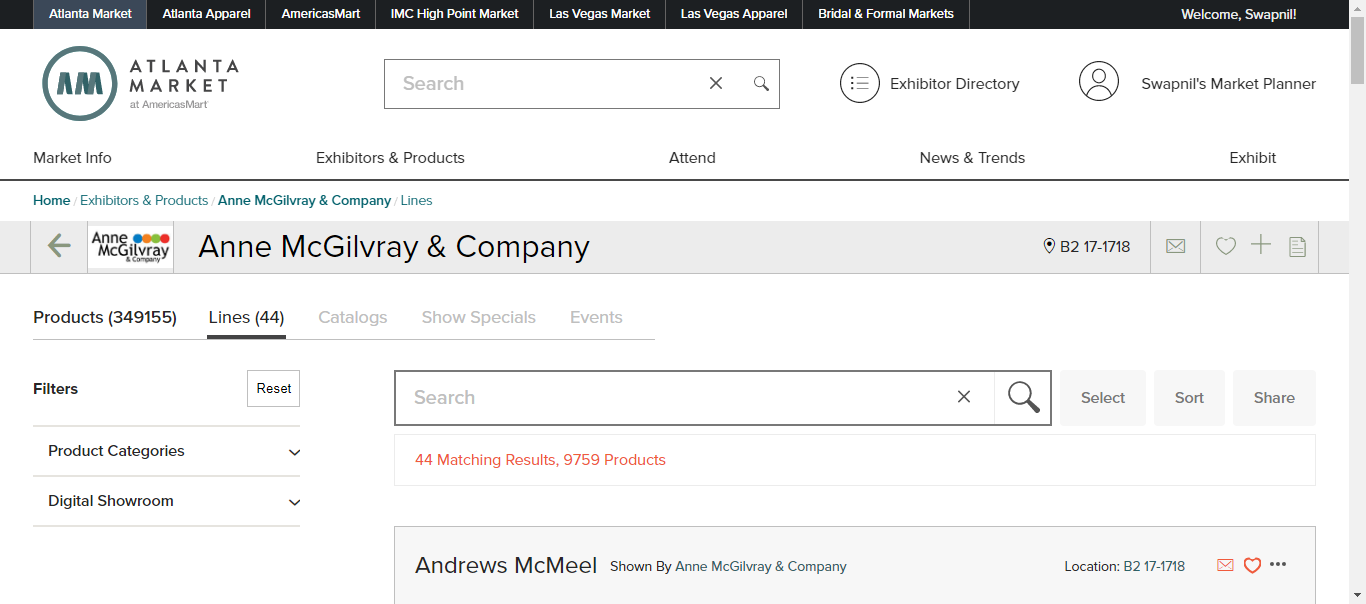 Atlanta Market Atlanta Apparel AmericasMart IMC High Point Market Las Vegas Market Las Vegas Apparel Bridal & Formal Markets Welcome, Swapnil!
AM ATLANTA MARKET at AmericasMart
Search
Exhibitor Directory
Swapnil's Market Planner
Market Info Exhibitors & Products Attend News & Trends Exhibit
Home / Exhibitors & Products / Anne McGilvray & Company / Lines
Anne McGilvray & Company
Anne McGilvray & Company
B2 17-1718
Products (349155) Lines (44) Catalogs Show Specials Events
Filters
Reset
Product Categories
Digital Showroom
Search
Select Sort Share
44 Matching Results, 9759 Products
Andrews McMeel Shown By Anne McGilvray & Company Location: B2 17-1718